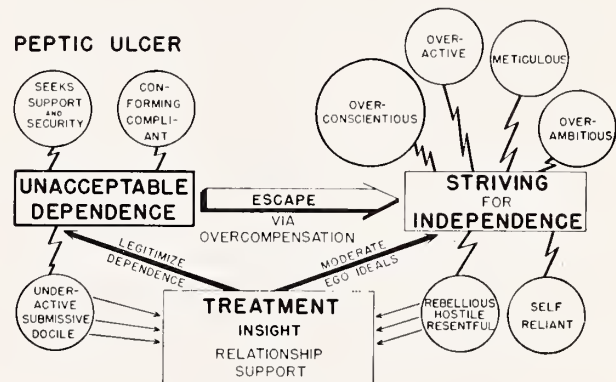 PEPTIC ULCER
SEEKS
SUPPORT
AND
SECURITY
CON-
FORMING
COMPLI-
ANT
OVER-
CONSCIENTIOUS
OVER-
ACTIVE
METICULOUS
OVER-
AMBITIOUS
UNACCEPTABLE
DEPENDENCE
ESCAPE
VIA
OVERCOMPENSATION
STRIVING
FOR
INDEPENDENCE
LEGITIMIZE
DEPENDENCE
MODERATE
EGO IDEALS
UNDER-
ACTIVE
SUBMISSIVE
DOCILE
TREATMENT
INSIGHT
RELATIONSHIP
SUPPORT
REBELLIOUS
HOSTILE
RESENTFUL
SELF
RELIANT